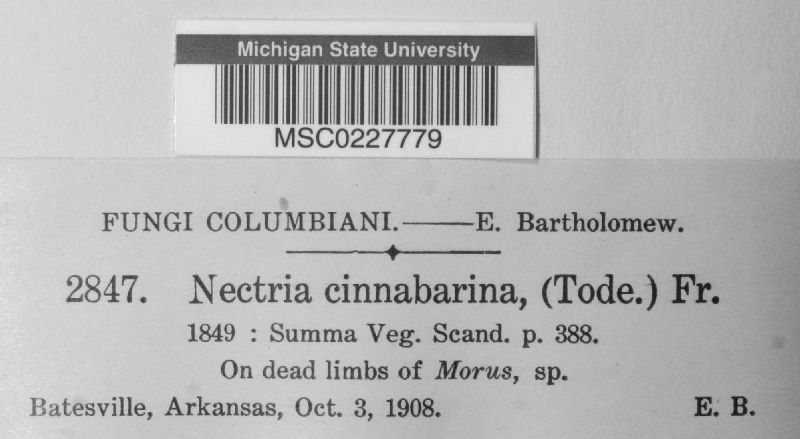 Michigan State University
MSC0227779
FUNGI COLUMBIANI.——E. Bartholomew.
2847. Nectria cinnabarina, (Tode.) Fr.
1849 : Summa Veg. Scand. p. 388.
On dead limbs of Morus, sp.
Batesville, Arkansas, Oct. 3, 1908. E. B.